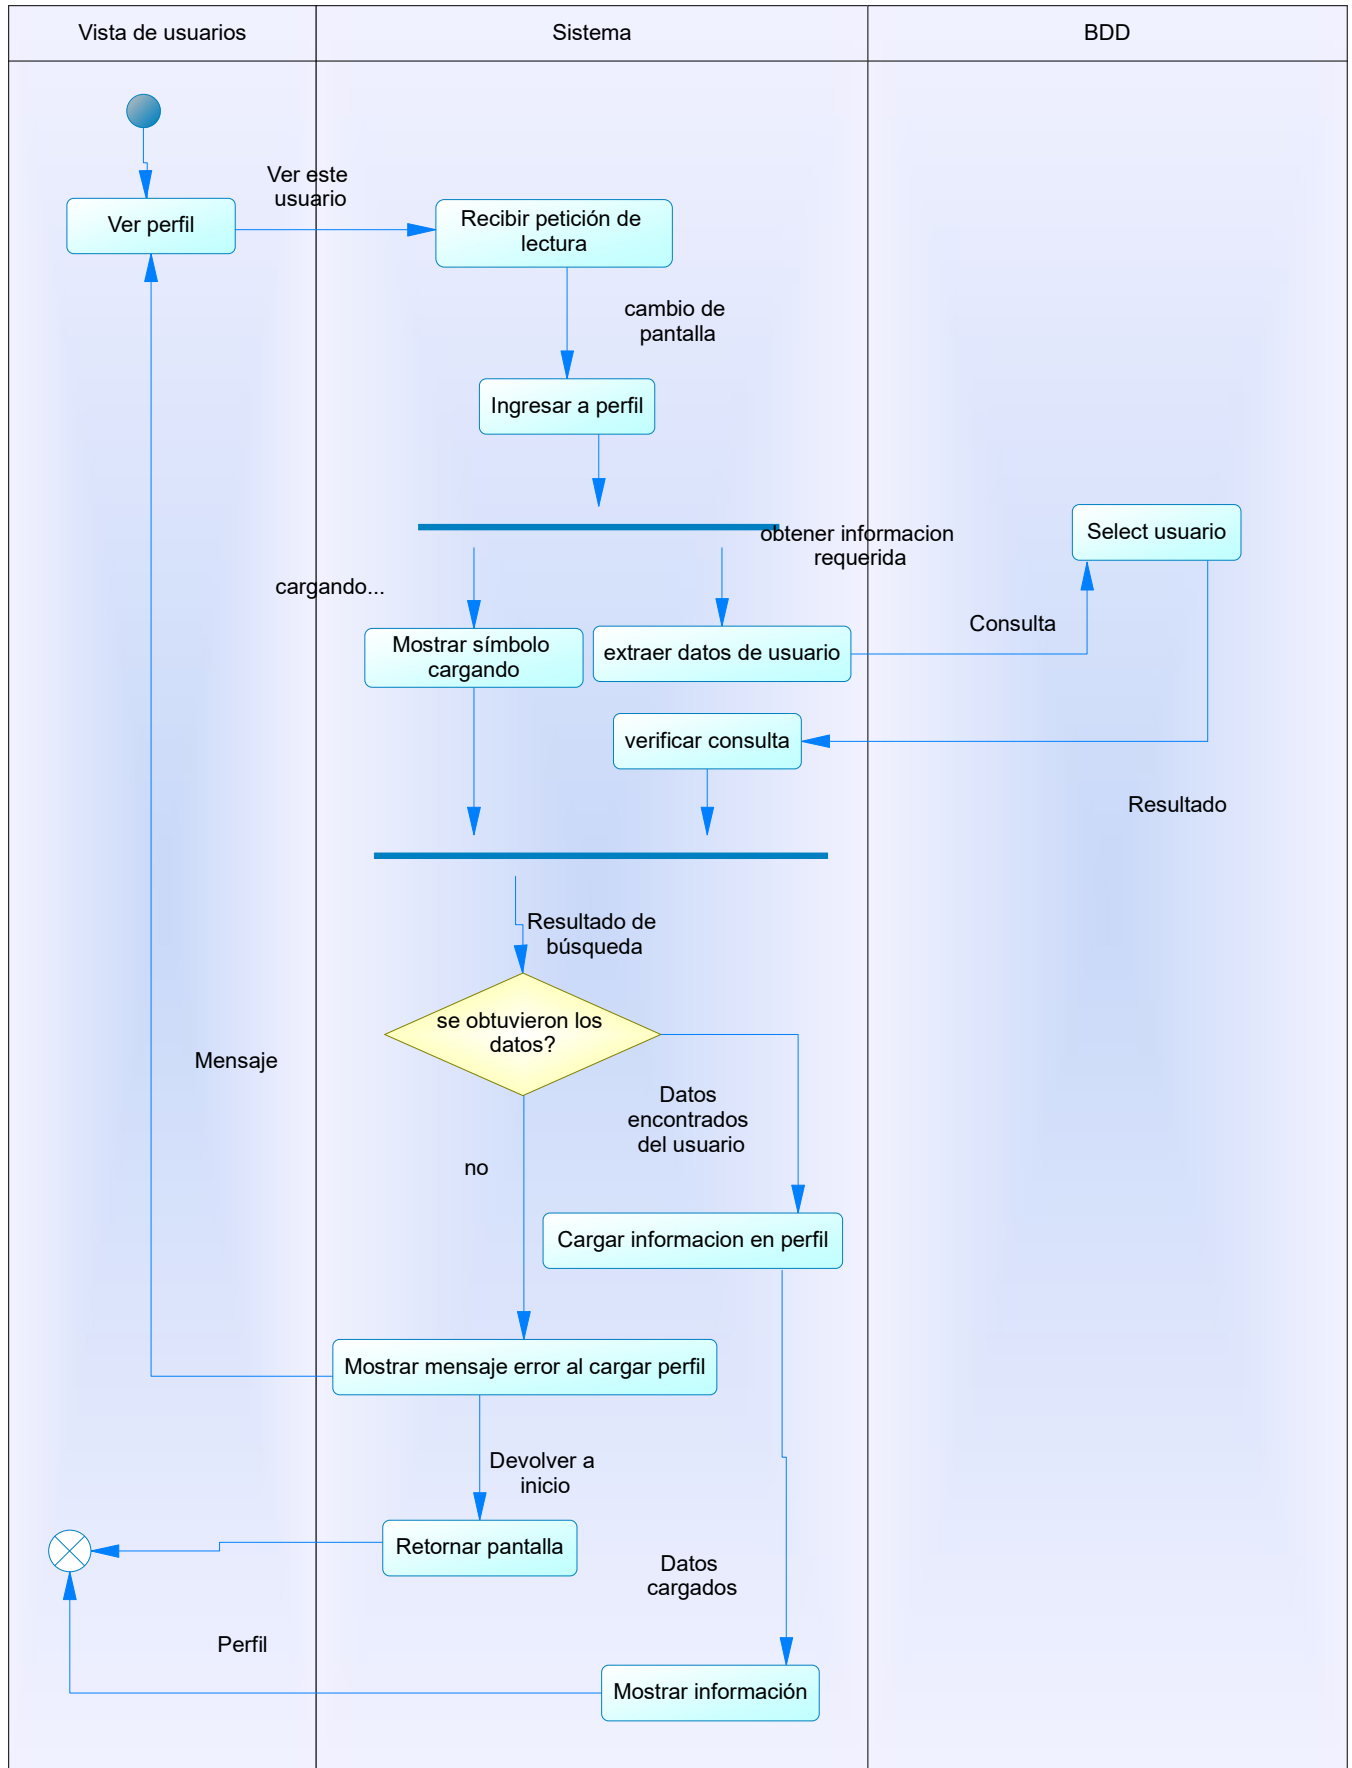 Vista de usuarios
Sistema
BDD
Ver este
usuario
Ver perfil
Recibir petición de
lectura
cambio de
pantalla
Ingresar a perfil
obtener informacion
requerida
Select usuario
cargando...
Consulta
Mostrar símbolo
cargando
extraer datos de usuario
verificar consulta
Resultado
Resultado de
búsqueda
se obtuvieron los
datos?
Mensaje
Datos
encontrados
del usuario
no
Cargar informacion en perfil
Mostrar mensaje error al cargar perfil
Devolver a
inicio
Retornar pantalla
Datos
cargados
Perfil
Mostrar información